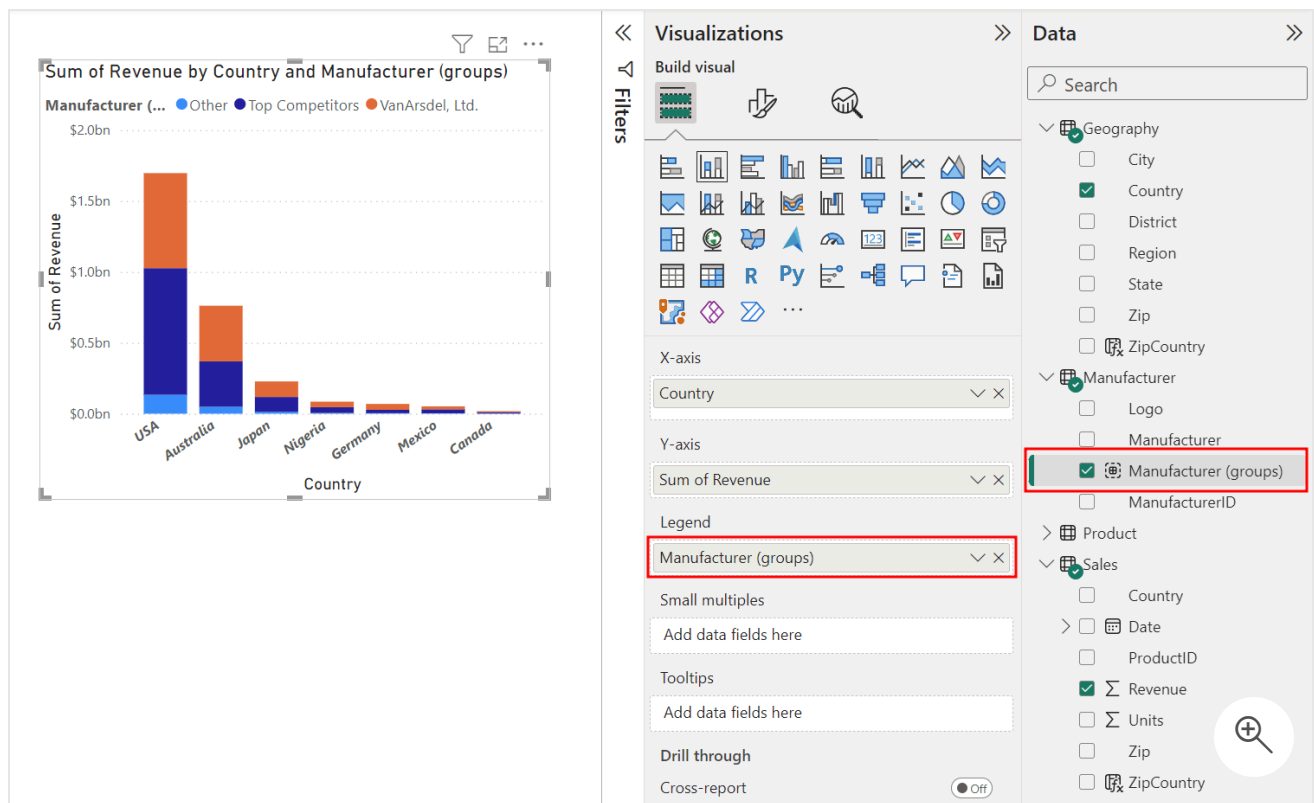 Sum of Revenue by Country and Manufacturer (groups)
Manufacturer (... Other Top Competitors VanArsdel, Ltd.
$2.0bn
$1.5bn
$1.0bn
$0.5bn
$0.0bn
Sum of Revenue
USA
Australia
Japan
Nigeria
Germany
Mexico
Canada
Country
Filters
Visualizations
Build visual
123
R
Py
X-axis
Country
Y-axis
Sum of Revenue
Legend
Manufacturer (groups)
Small multiples
Add data fields here
Tooltips
Add data fields here
Drill through
Cross-report
Off
Data
Search
Geography
City
Country
District
Region
State
Zip
ZipCountry
Manufacturer
Logo
Manufacturer
Manufacturer (groups)
ManufacturerID
Product
Sales
Country
Date
ProductID
Revenue
Units
Zip
ZipCountry